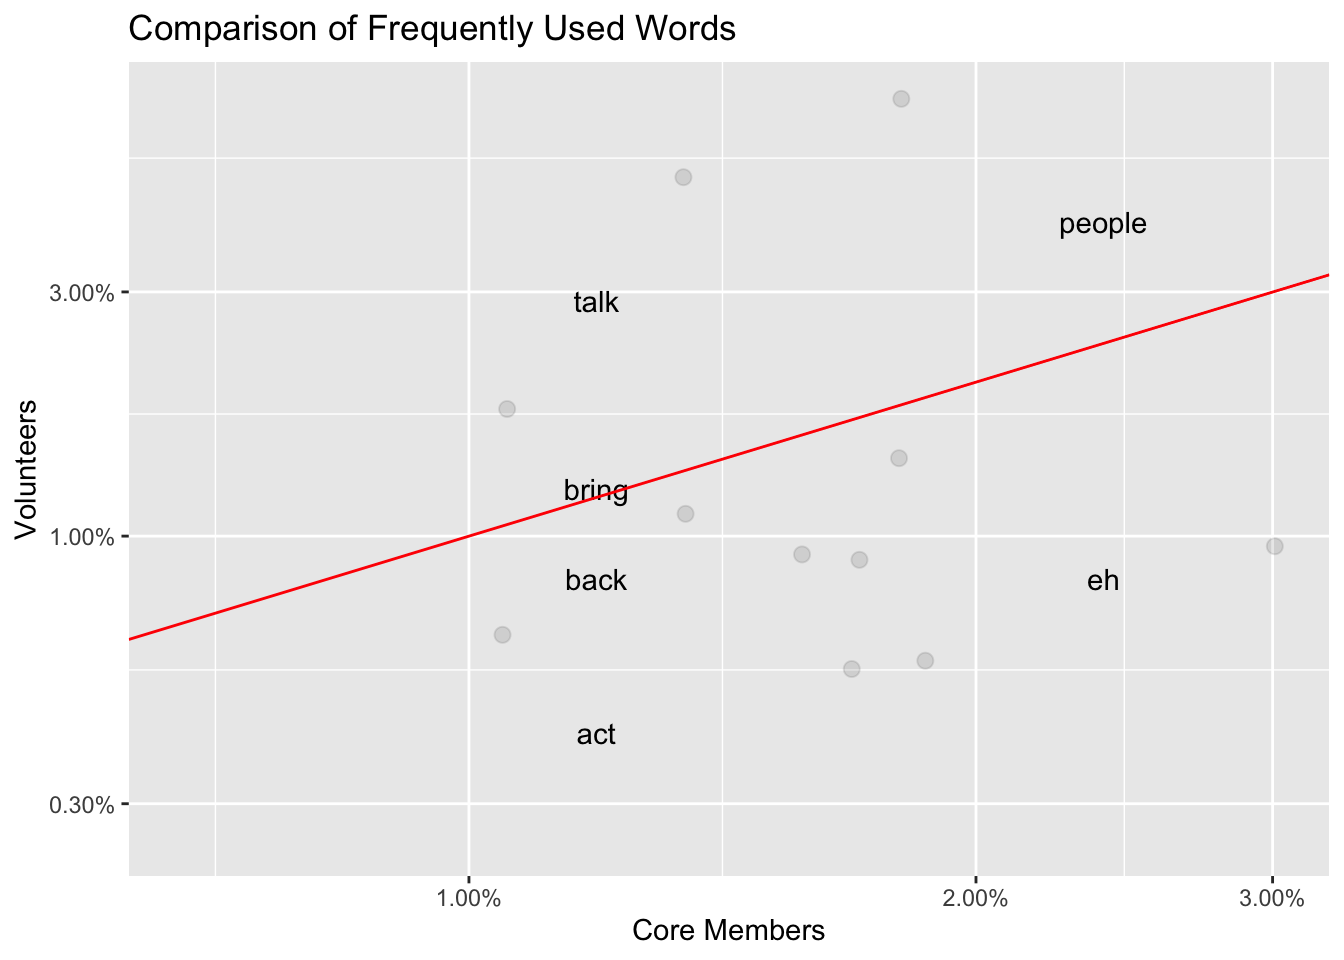 Comparison of Frequently Used Words
people
3.00%
talk
Volunteers
bring
1.00%
back
eh
act
0.30%
1.00%
2.00%
3.00%
Core Members